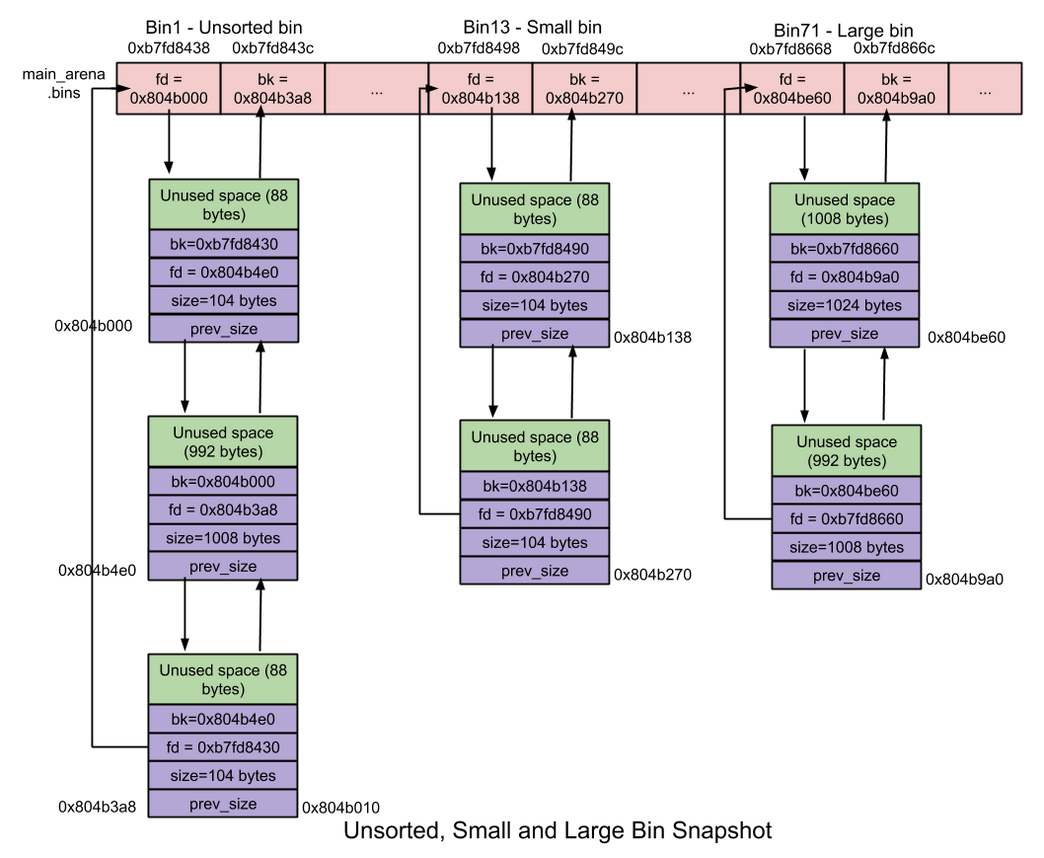 Bin1 - Unsorted bin
0xb7fd8438
0xb7fd843c
Bin13 - Small bin
0xb7fd8498
0xb7fd849c
Bin71 - Large bin
0xb7fd8668
0xb7fd866c
main_arena
.bins
fd =
0x804b000
bk =
0x804b3a8
...
fd =
0x804b138
bk =
0x804b270
...
fd =
0x804be60
bk =
0x804b9a0
...
Unused space (88
bytes)
bk=0xb7fd8430
fd = 0x804b4e0
size=104 bytes
prev_size
0x804b000
Unused space
(992 bytes)
bk=0x804b000
fd = 0x804b3a8
size=1008 bytes
prev_size
0x804b4e0
Unused space (88
bytes)
bk=0x804b4e0
fd = 0xb7fd8430
size=104 bytes
prev_size
0x804b3a8
0x804b010
Unused space (88
bytes)
bk=0xb7fd8490
fd = 0x804b270
size=104 bytes
prev_size
0x804b138
Unused space (88
bytes)
bk=0x804b138
fd = 0xb7fd8490
size=104 bytes
prev_size
0x804b270
Unused space
(1008 bytes)
bk=0xb7fd8660
fd = 0x804b9a0
size=1024 bytes
prev_size
0x804be60
Unused space
(992 bytes)
bk=0x804be60
fd = 0xb7fd8660
size=1008 bytes
prev_size
0x804b9a0
Unsorted, Small and Large Bin Snapshot